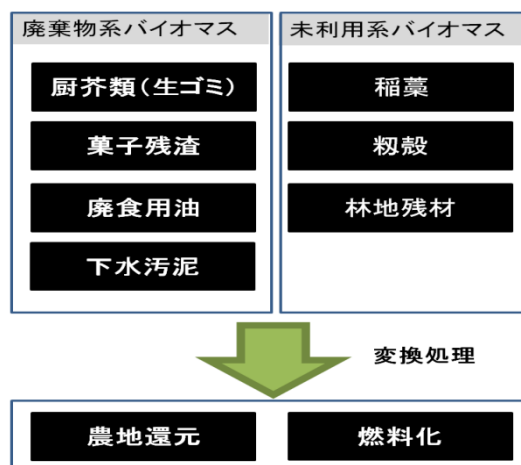 廃棄物系バイオマス
厨芥類(生ゴミ)
菓子残渣
廃食用油
下水汚泥
未利用系バイオマス
稲藁
籾殻
林地残材
変換処理
農地還元
燃料化